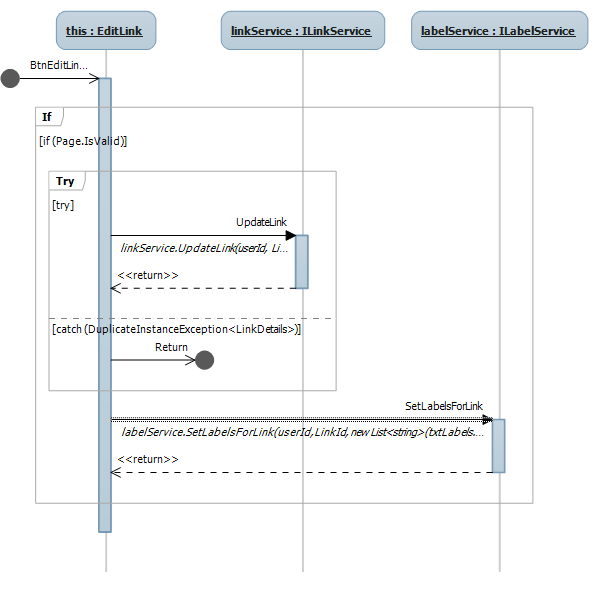 this : EditLink
linkService : ILinkService
labelService : ILabelService
BtnEditLin...
If
[if (Page.IsValid)]
Try
[try]
UpdateLink
linkService.UpdateLink(userId, Li...
<<return>>
[catch (DuplicateInstanceException<LinkDetails>)]
Return
SetLabelsForLink
labelService.SetLabelsForLink(userId,LinkId,new List<string>(txtLabels....
<<return>>